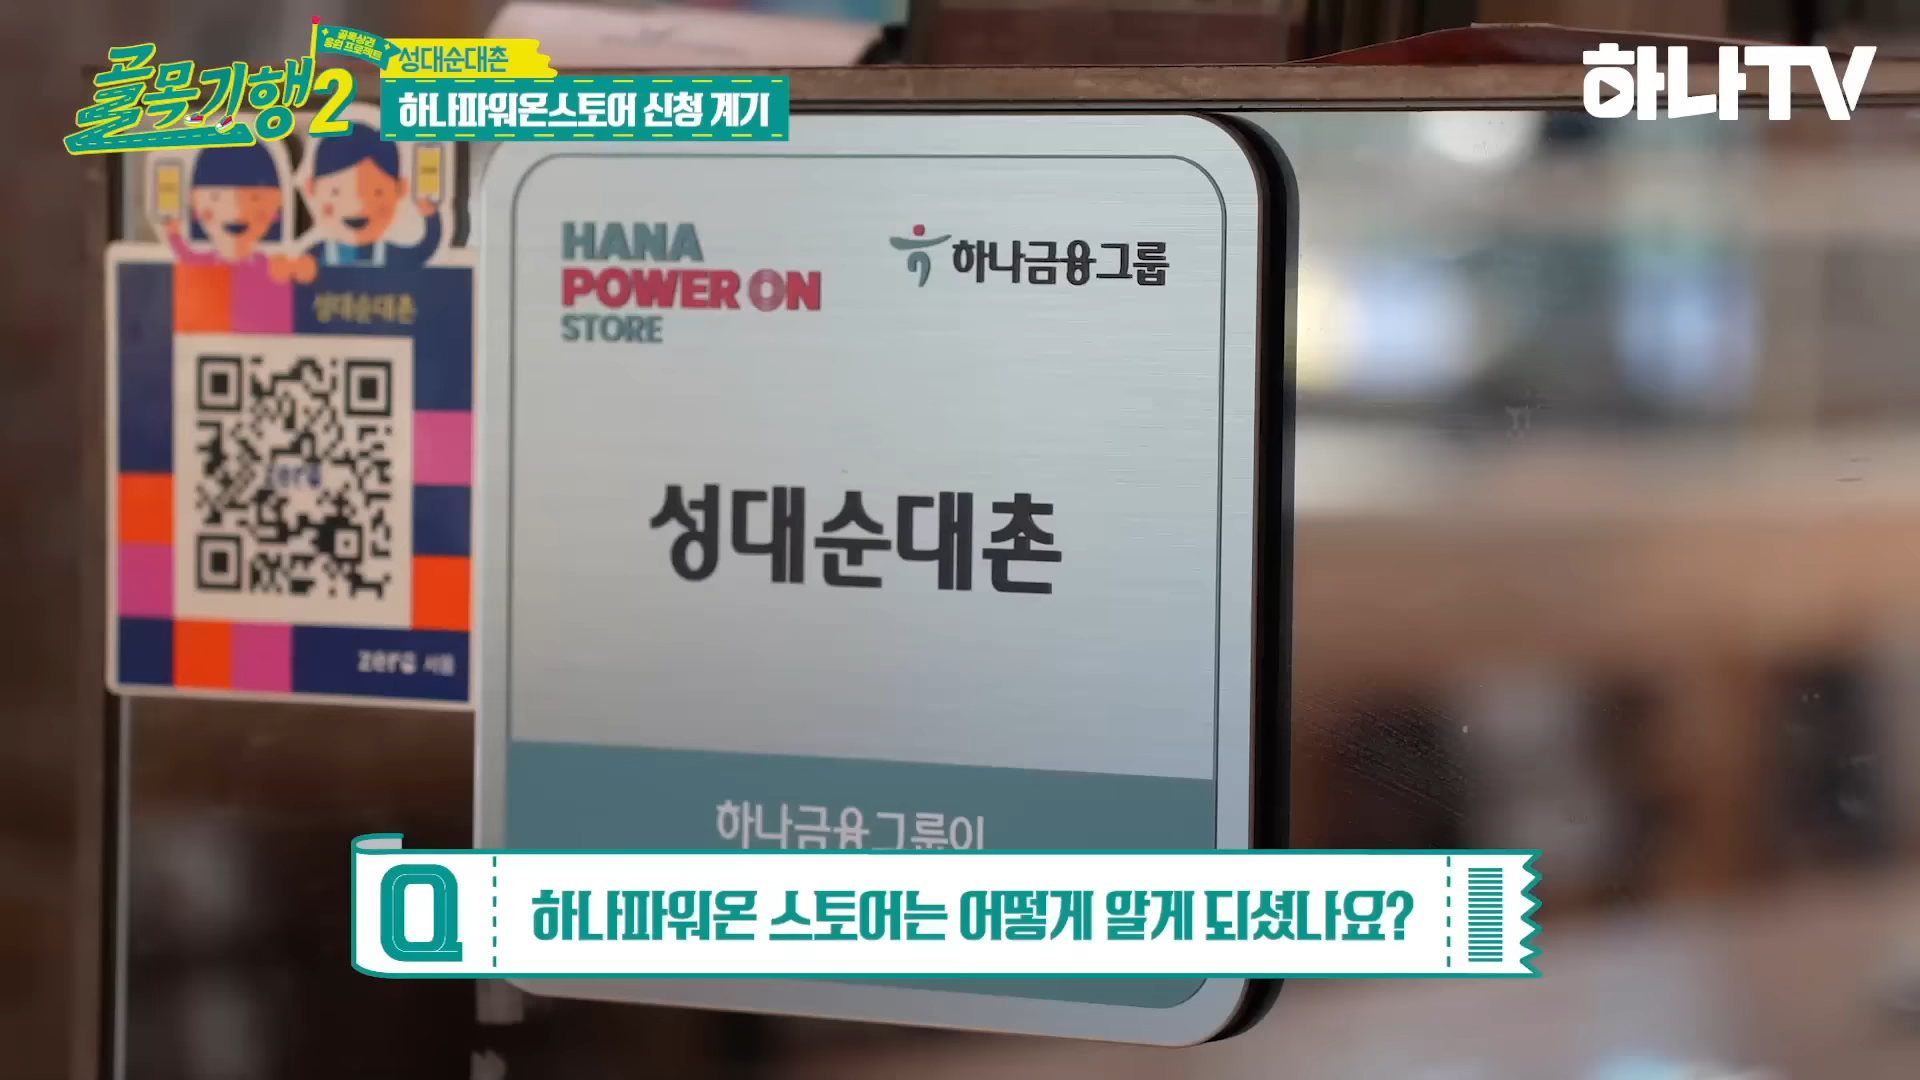 골목상권
응원 프로젝트
골목기행2
성대순대촌
하나파워온스토어 신청 계기
하나TV
HANA
POWER ON
STORE
하나금융그룹
성대순대촌
성대순대촌
zero
zero 서울
하나금융그룹이
Q 하나파워온 스토어는 어떻게 알게 되셨나요?